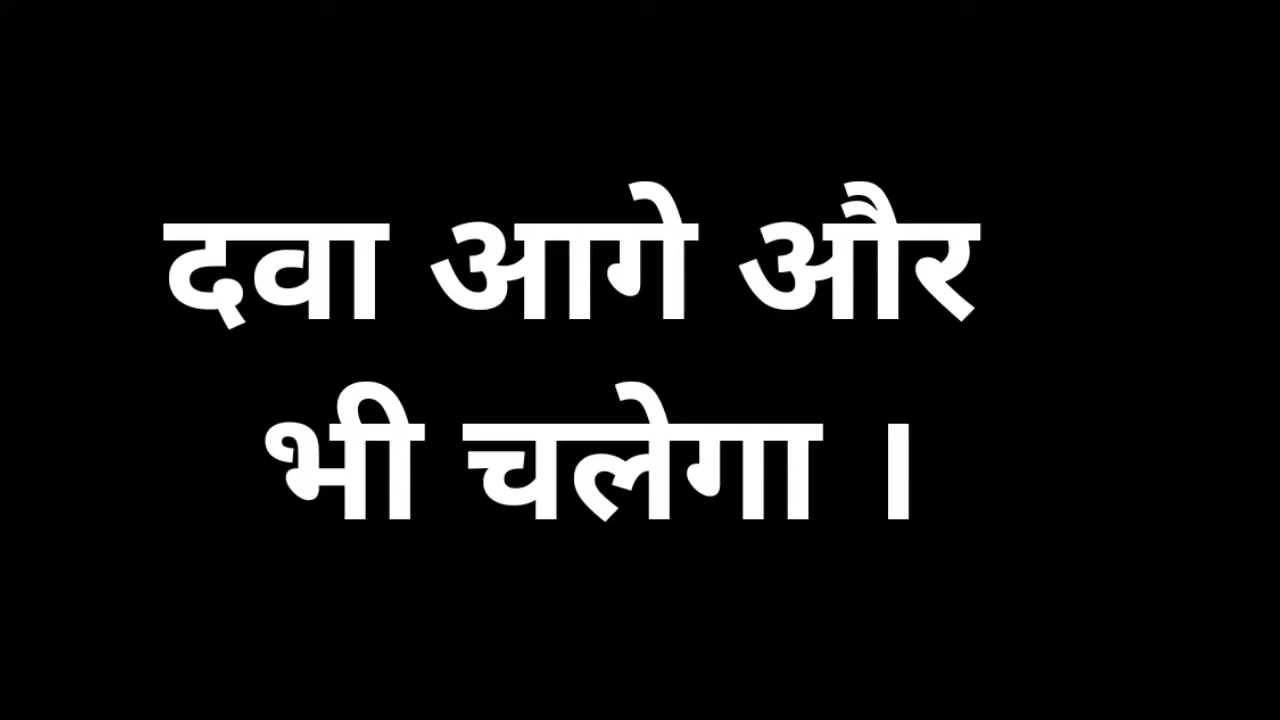 दवा आगे और
भी चलेगा ।